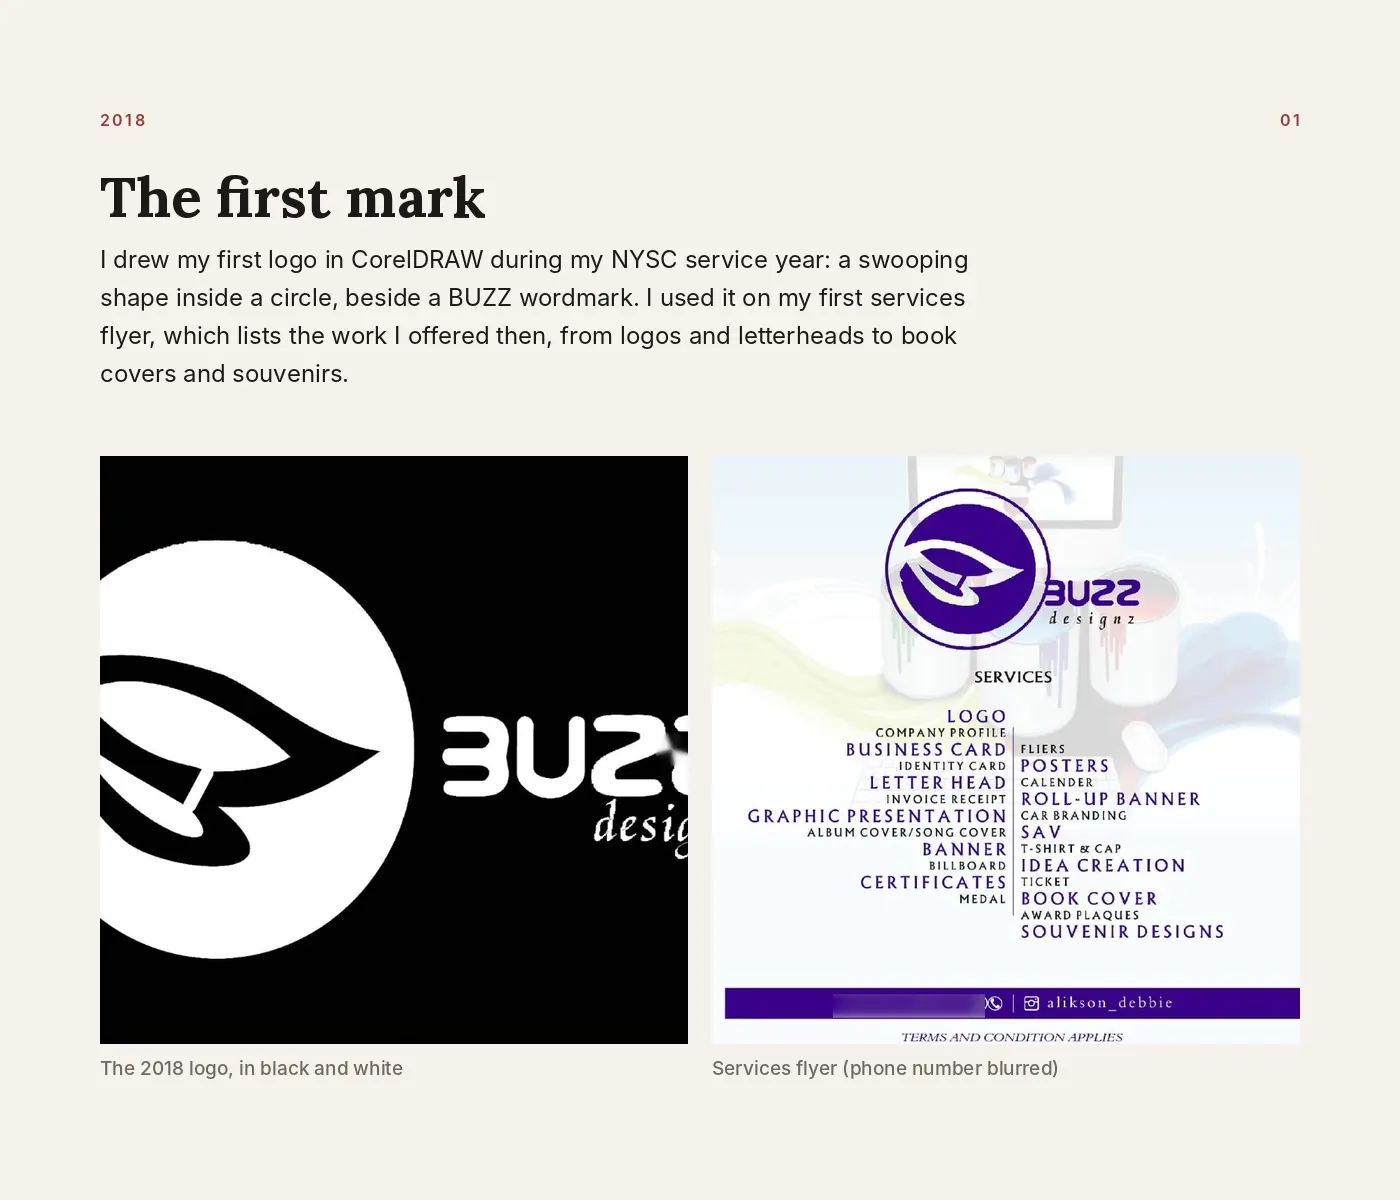 2018
01
The first mark
I drew my first logo in CorelDRAW during my NYSC service year: a swooping
shape inside a circle, beside a BUZZ wordmark. I used it on my first services
flyer, which lists the work I offered then, from logos and letterheads to book
covers and souvenirs.
BUZ
desig
BUZZ
designz
SERVICES
LOGO
COMPANY PROFILE
BUSINESS CARD
IDENTITY CARD
LETTER HEAD
INVOICE RECEIPT
GRAPHIC PRESENTATION
ALBUM COVER/SONG COVER
BANNER
BILLBOARD
CERTIFICATES
MEDAL
FLIERS
POSTERS
CALENDER
ROLL-UP BANNER
CAR BRANDING
SAV
T-SHIRT & CAP
IDEA CREATION
TICKET
BOOK COVER
AWARD PLAQUES
SOUVENIR DESIGNS
alikson_debbie
TERMS AND CONDITION APPLIES
The 2018 logo, in black and white
Services flyer (phone number blurred)